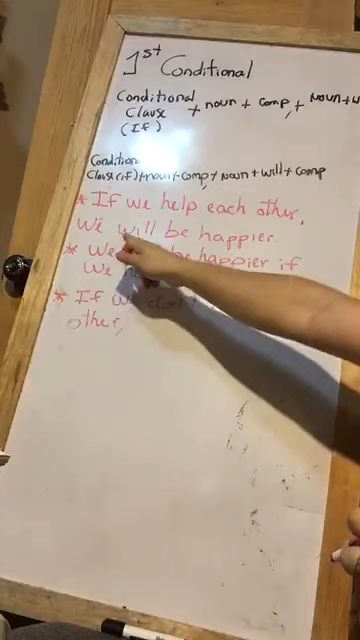 1st Conditional
Conditional + noun + comp, + Noun +
Clause
(If)
Condition
Clause(if)+noun+comp, + Noun + will + comp
* If we help each other,
we will be happier.
* We be happier if
we
* If we don't
other,